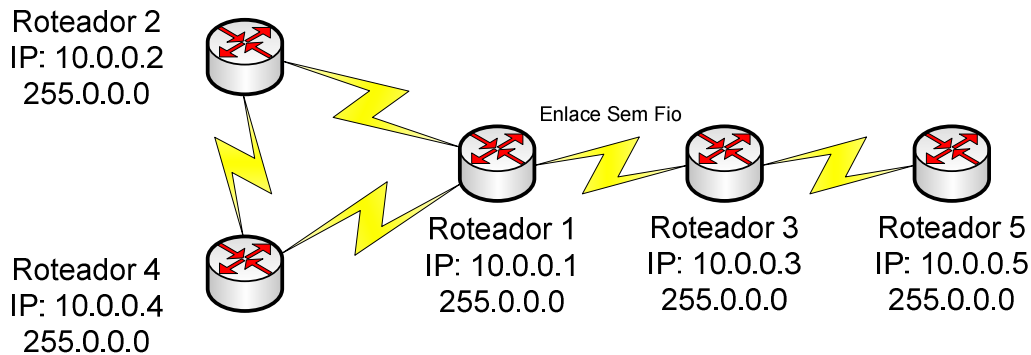 Roteador 2
IP: 10.0.0.2
255.0.0.0
Enlace Sem Fio
Roteador 4
IP: 10.0.0.4
255.0.0.0
Roteador 1
IP: 10.0.0.1
255.0.0.0
Roteador 3
IP: 10.0.0.3
255.0.0.0
Roteador 5
IP: 10.0.0.5
255.0.0.0